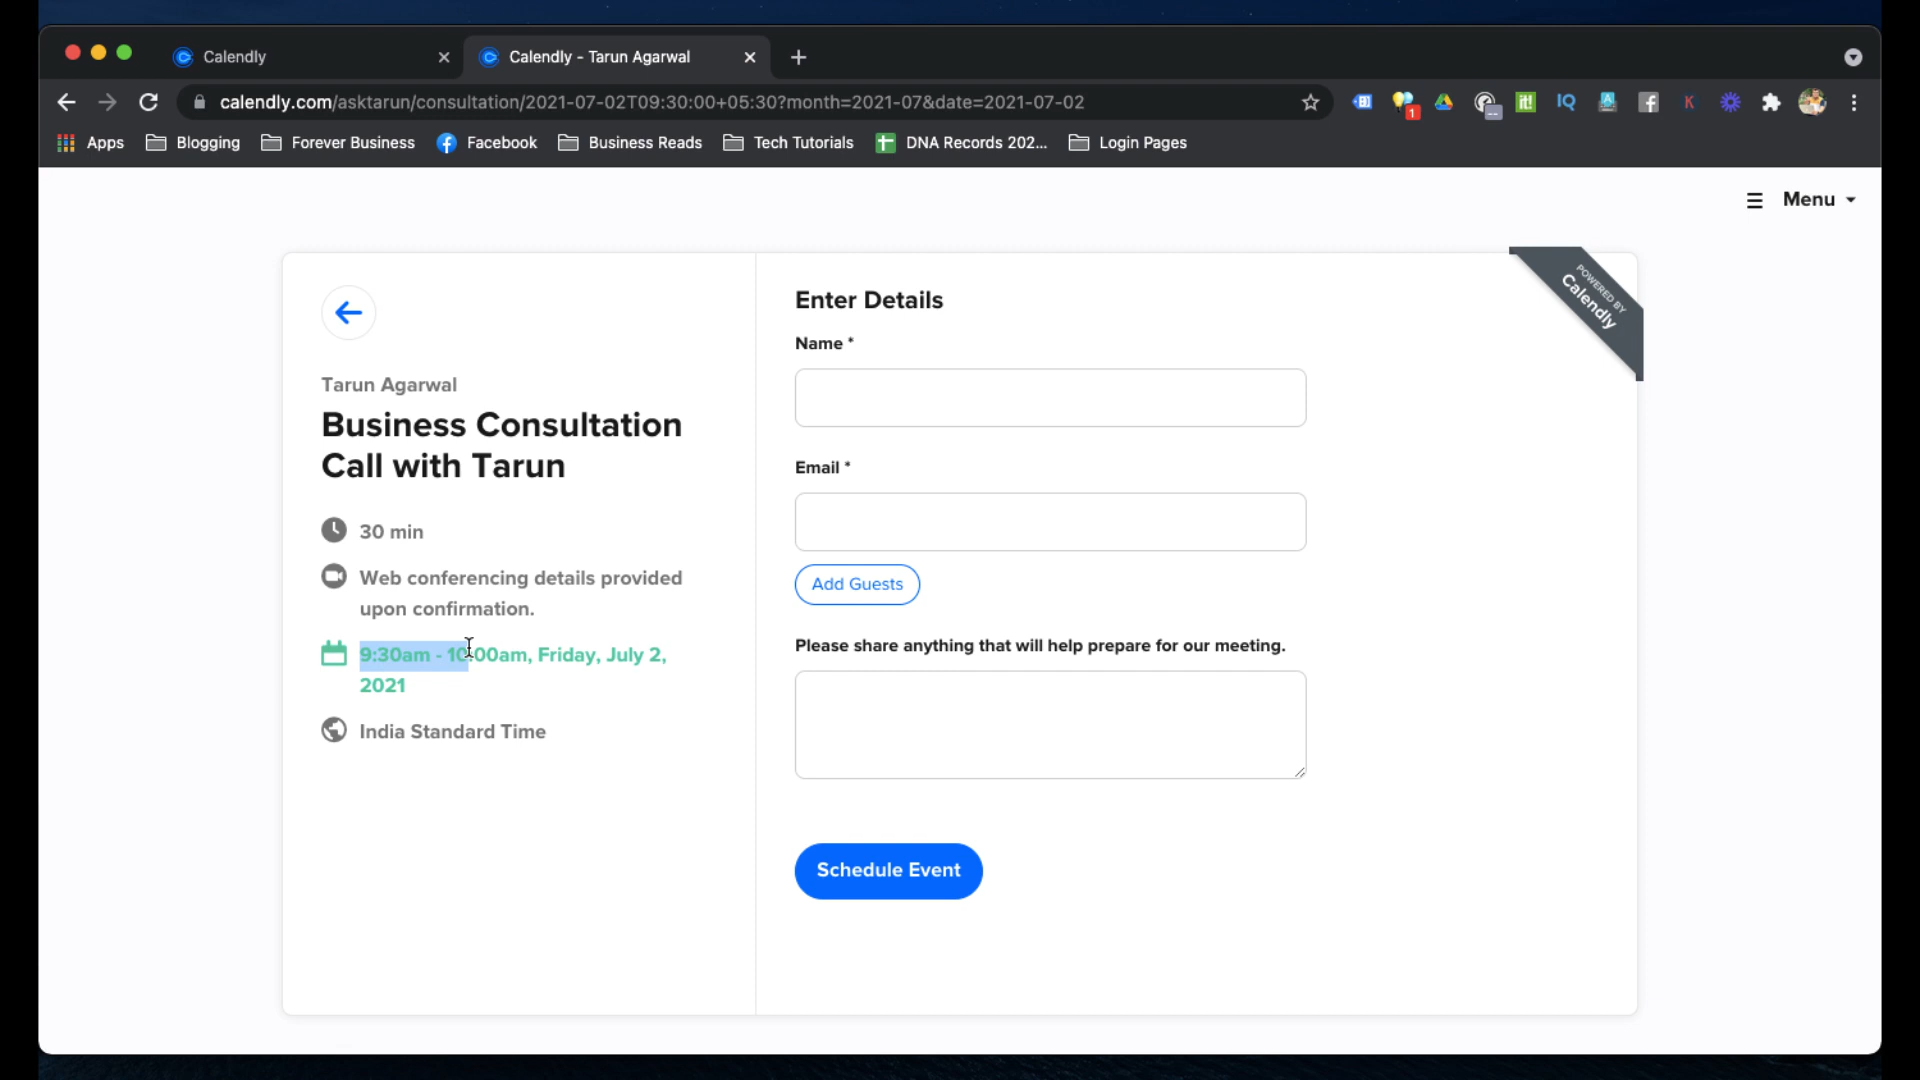 Calendly
Calendly - Tarun Agarwal
calendly.com/asktarun/consultation/2021-07-02T09:30:00+05:30?month=2021-07&date=2021-07-02
1
it!
IQ
K
Apps
Blogging
Forever Business
Facebook
Business Reads
Tech Tutorials
DNA Records 202...
Login Pages
Menu
POWERED BY
Calendly
Tarun Agarwal
Business Consultation
Call with Tarun
30 min
Web conferencing details provided
upon confirmation.
9:30am - 10:00am, Friday, July 2,
2021
India Standard Time
Enter Details
Name *
Email *
Add Guests
Please share anything that will help prepare for our meeting.
Schedule Event